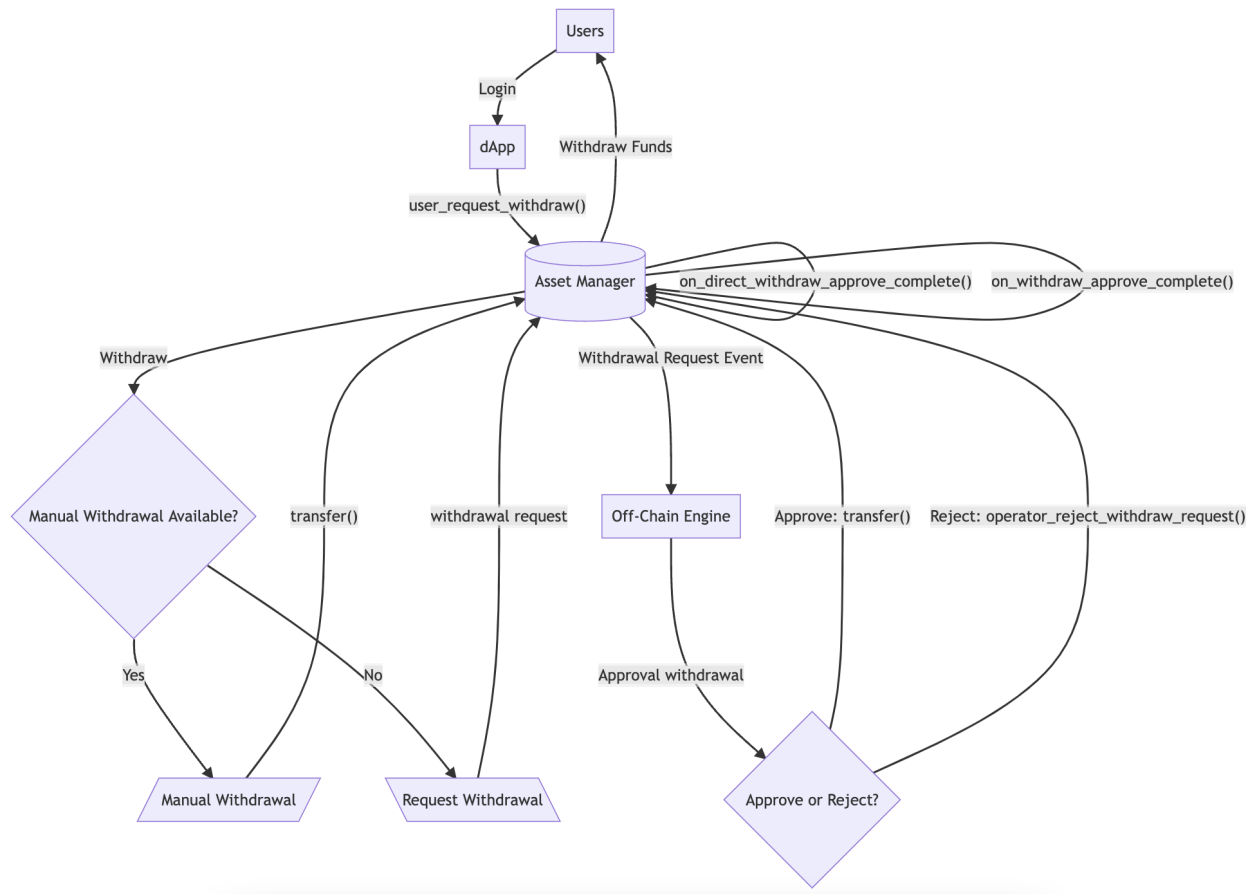 Users
Login
dApp
Withdraw Funds
user_request_withdraw()
Asset Manager
on_direct_withdraw_approve_complete()
on_withdraw_approve_complete()
Withdraw
Withdrawal Request Event
Manual Withdrawal Available?
transfer()
withdrawal request
Off-Chain Engine
Approve: transfer()
Reject: operator_reject_withdraw_request()
Yes
No
Approval withdrawal
Manual Withdrawal
Request Withdrawal
Approve or Reject?